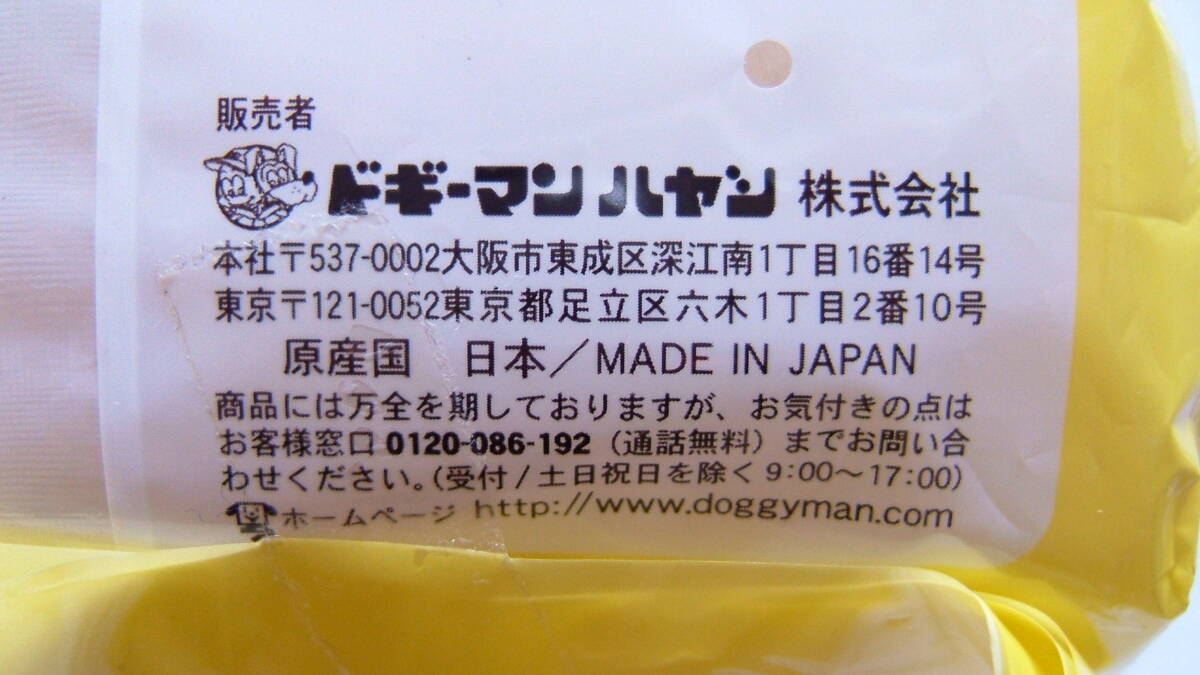 販売者
ドギーマンハヤシ 株式会社
本社〒537-0002大阪市東成区深江南1丁目16番14号
東京〒121-0052東京都足立区六木1丁目2番10号
原産国 日本／MADE IN JAPAN
商品には万全を期しておりますが、お気付きの点は
お客様窓口 0120-086-192（通話無料）までお問い合
わせください。(受付/土日祝日を除く 9:00～17:00)
ホームページ http://www.doggyman.com